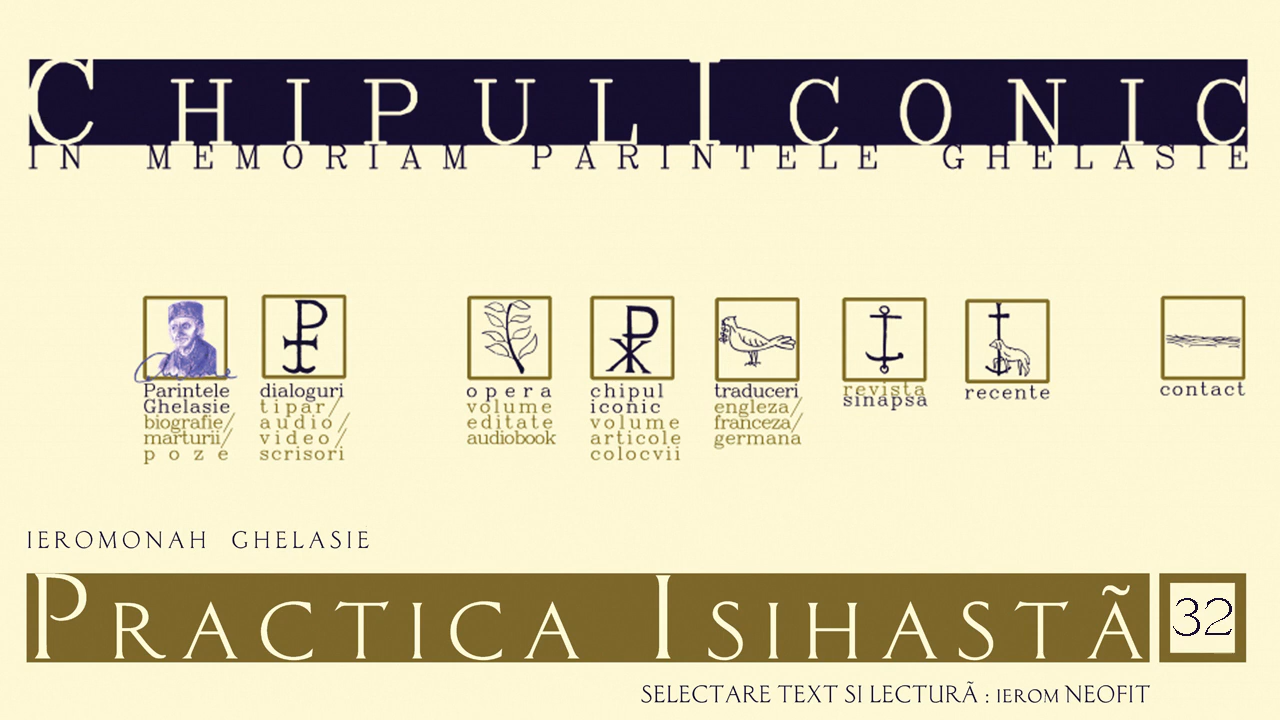 CHIPUL ICONIC
IN MEMORIAM PARINTELE GHELASIE
Parintele
Ghelasie
biografie/
marturii/
poze
dialoguri
tipar/
audio/
video/
scrisori
opera
volume
editate
audiobook
chipul
iconic
volume
articole
colocvii
traduceri
engleza/
franceza/
germana
revista
sinapsa
recente
contact
IEROMONAH GHELASIE
PRACTICA ISIHASTÃ 32
SELECTARE TEXT SI LECTURÃ : IEROM NEOFIT